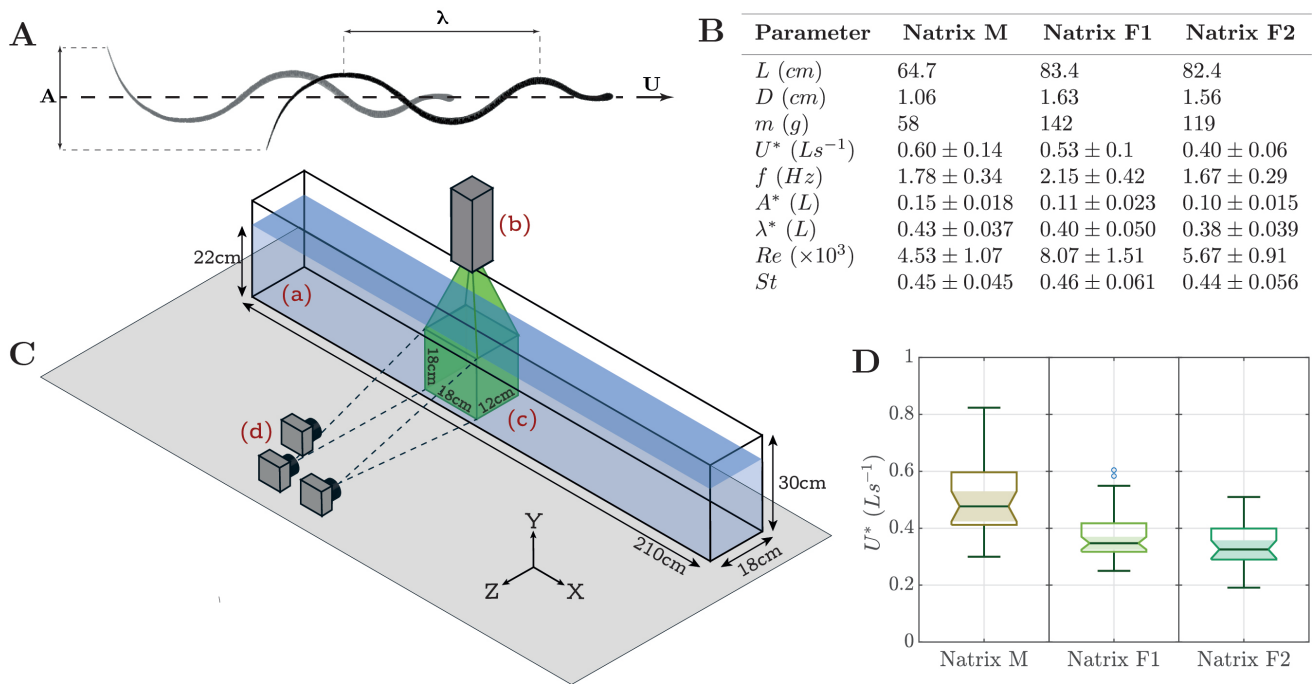 A
λ
A
U
B
Parameter Natrix M Natrix F1 Natrix F2
L (cm) 64.7 83.4 82.4
D (cm) 1.06 1.63 1.56
m (g) 58 142 119
U* (Ls⁻¹) 0.60 ± 0.14 0.53 ± 0.1 0.40 ± 0.06
f (Hz) 1.78 ± 0.34 2.15 ± 0.42 1.67 ± 0.29
A* (L) 0.15 ± 0.018 0.11 ± 0.023 0.10 ± 0.015
λ* (L) 0.43 ± 0.037 0.40 ± 0.050 0.38 ± 0.039
Re (×10³) 4.53 ± 1.07 8.07 ± 1.51 5.67 ± 0.91
St 0.45 ± 0.045 0.46 ± 0.061 0.44 ± 0.056
C
22cm
(a)
(b)
18cm
18cm
12cm
(c)
(d)
30cm
210cm
18cm
Y
Z
X
D
U* (Ls⁻¹)
1
0.8
0.6
0.4
0.2
0
Natrix M Natrix F1 Natrix F2